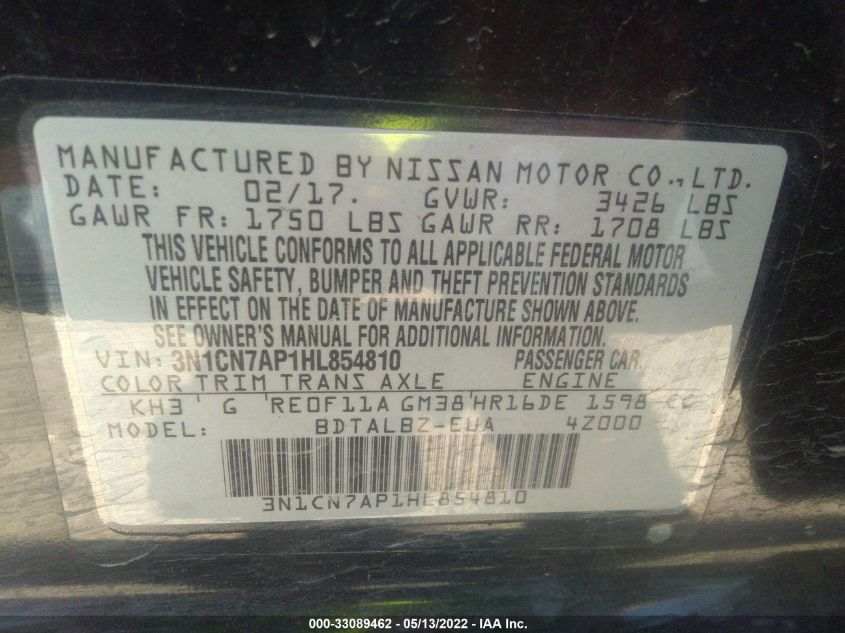 MANUFACTURED BY NISSAN MOTOR CO.,LTD.
DATE: 02/17. GVWR: 3426 LBS
GAWR FR: 1750 LBS GAWR RR: 1708 LBS
THIS VEHICLE CONFORMS TO ALL APPLICABLE FEDERAL MOTOR
VEHICLE SAFETY, BUMPER AND THEFT PREVENTION STANDARDS
IN EFFECT ON THE DATE OF MANUFACTURE SHOWN ABOVE.
SEE OWNER'S MANUAL FOR ADDITIONAL INFORMATION.
VIN: 3N1CN7AP1HL854810 PASSENGER CAR
COLOR TRIM TRANS AXLE ENGINE
KH3 ' G 'RE0F11A GM38'HR16DE 1598 CC
MODEL: BDTALBZ-EUA 4Z000
3N1CN7AP1HL854810
000-33089462 - 05/13/2022 - IAA Inc.